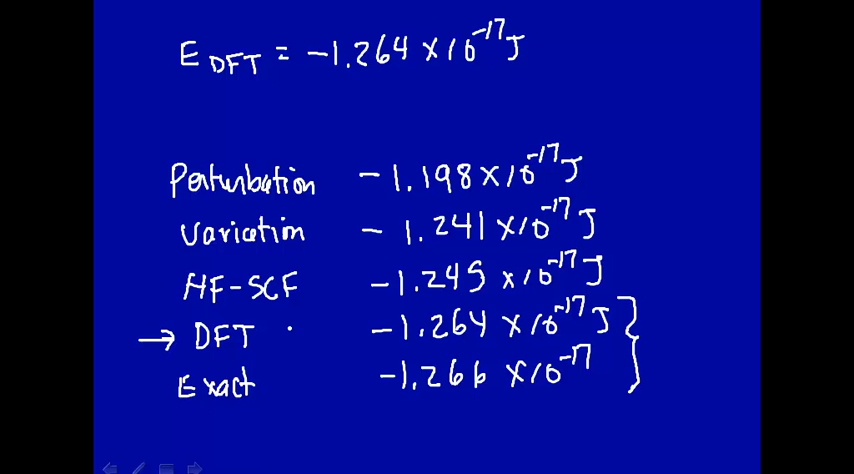 E DFT = -1.264 × 10^-17 J
Perturbation -1.198 × 10^-17 J
Variation -1.241 × 10^-17 J
HF-SCF -1.245 × 10^-17 J
→ DFT -1.264 × 10^-17 J
Exact -1.266 × 10^-17